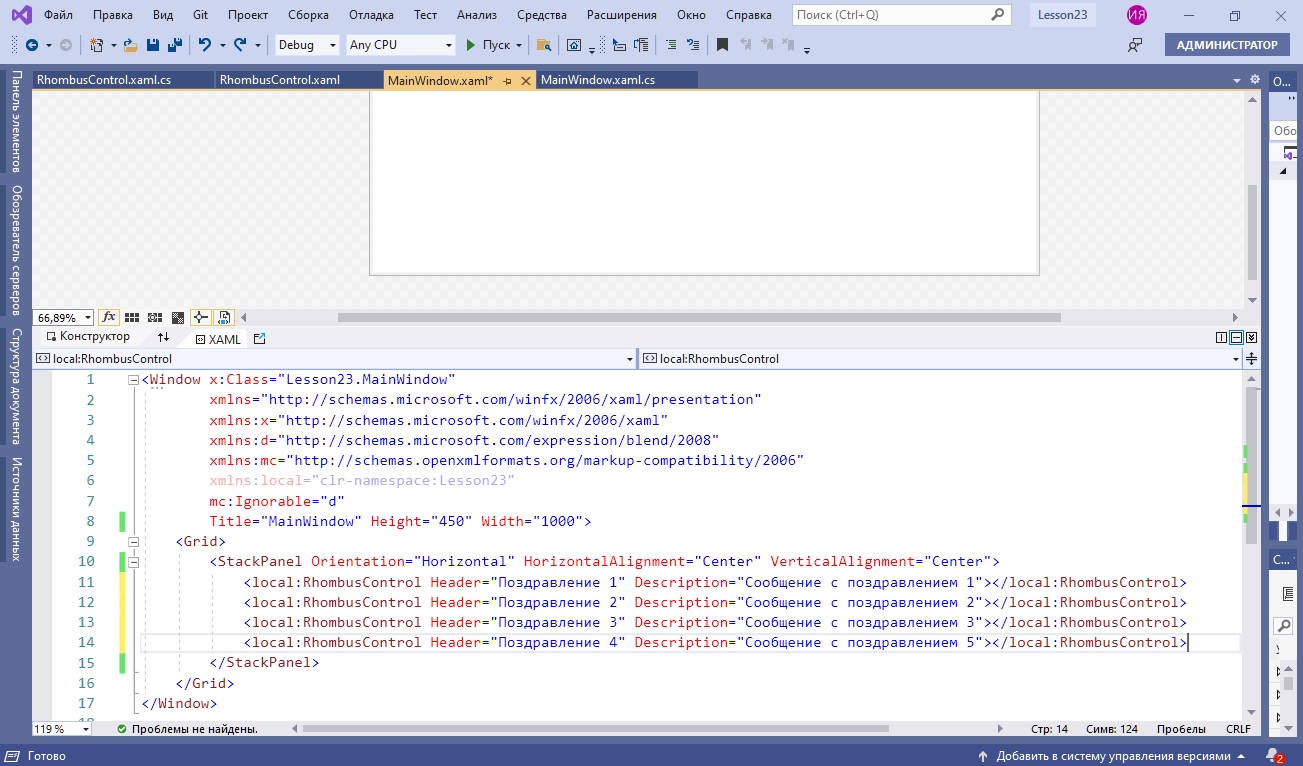 Файл Правка Вид Git Проект Сборка Отладка Тест Анализ Средства Расширения Окно Справка Поиск (Ctrl+Q) Lesson23 ИЯ
Debug Any CPU Пуск АДМИНИСТРАТОР
RhombusControl.xaml.cs RhombusControl.xaml MainWindow.xaml* MainWindow.xaml.cs О...
Обо
Панель элементов
Обозреватель серверов
Структура документа
Источники данных
66,89% fx
Конструктор XAML
local:RhombusControl local:RhombusControl
1 <Window x:Class="Lesson23.MainWindow"
2 xmlns="http://schemas.microsoft.com/winfx/2006/xaml/presentation"
3 xmlns:x="http://schemas.microsoft.com/winfx/2006/xaml"
4 xmlns:d="http://schemas.microsoft.com/expression/blend/2008"
5 xmlns:mc="http://schemas.openxmlformats.org/markup-compatibility/2006"
6 xmlns:local="clr-namespace:Lesson23"
7 mc:Ignorable="d"
8 Title="MainWindow" Height="450" Width="1000">
9 <Grid>
10 <StackPanel Orientation="Horizontal" HorizontalAlignment="Center" VerticalAlignment="Center">
11 <local:RhombusControl Header="Поздравление 1" Description="Сообщение с поздравлением 1"></local:RhombusControl>
12 <local:RhombusControl Header="Поздравление 2" Description="Сообщение с поздравлением 2"></local:RhombusControl>
13 <local:RhombusControl Header="Поздравление 3" Description="Сообщение с поздравлением 3"></local:RhombusControl>
14 <local:RhombusControl Header="Поздравление 4" Description="Сообщение с поздравлением 5"></local:RhombusControl>
15 </StackPanel>
16 </Grid>
17 </Window>
С...
119 % Проблемы не найдены. Стр: 14 Симв: 124 Пробелы CRLF
Готово Добавить в систему управления версиями 2